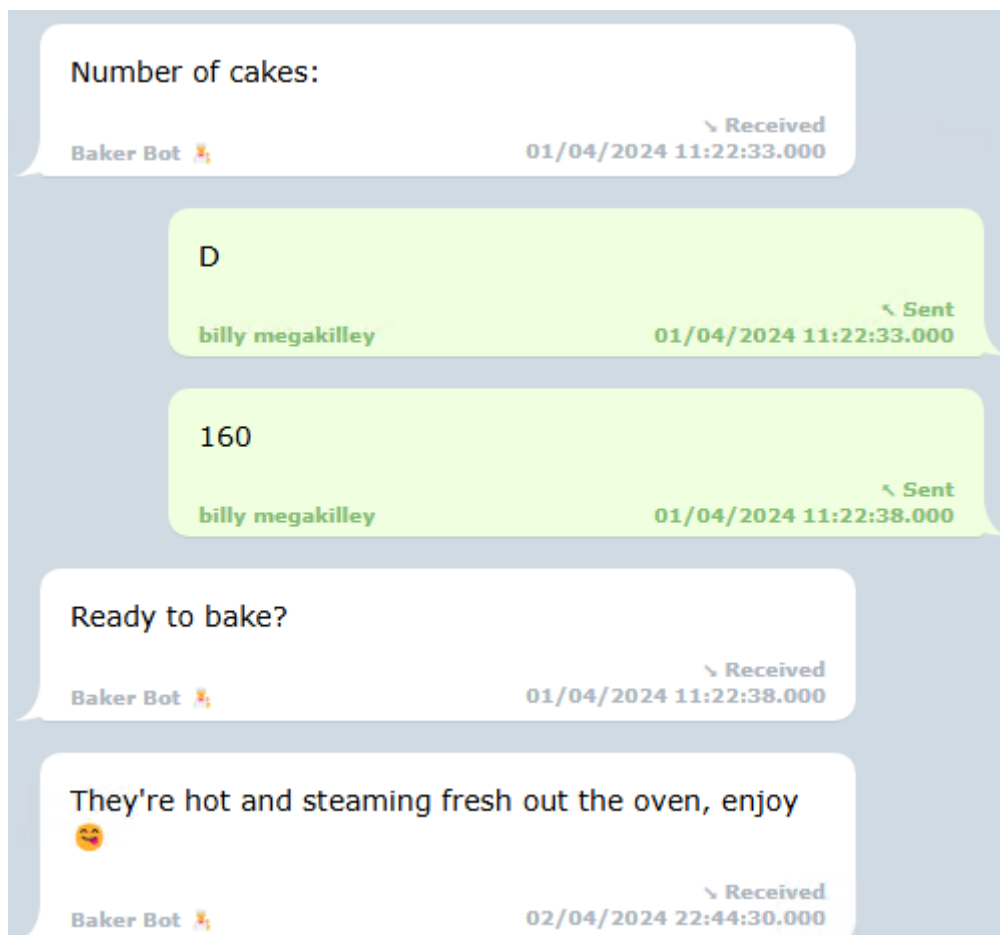 Number of cakes:
↘ Received
Baker Bot 👩‍🍳 01/04/2024 11:22:33.000
D
↖ Sent
billy megakilley 01/04/2024 11:22:33.000
160
↖ Sent
billy megakilley 01/04/2024 11:22:38.000
Ready to bake?
↘ Received
Baker Bot 👩‍🍳 01/04/2024 11:22:38.000
They're hot and steaming fresh out the oven, enjoy
😋
↘ Received
Baker Bot 👩‍🍳 02/04/2024 22:44:30.000